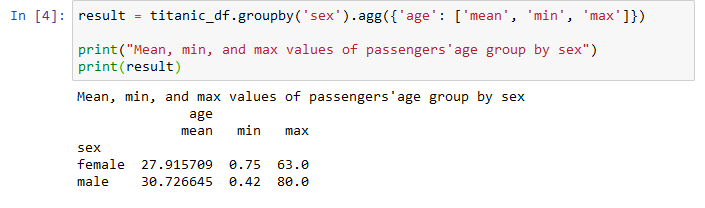 In [4]: result = titanic_df.groupby('sex').agg({'age': ['mean', 'min', 'max']})
print("Mean, min, and max values of passengers'age group by sex")
print(result)
Mean, min, and max values of passengers'age group by sex
age
mean min max
sex
female 27.915709 0.75 63.0
male 30.726645 0.42 80.0